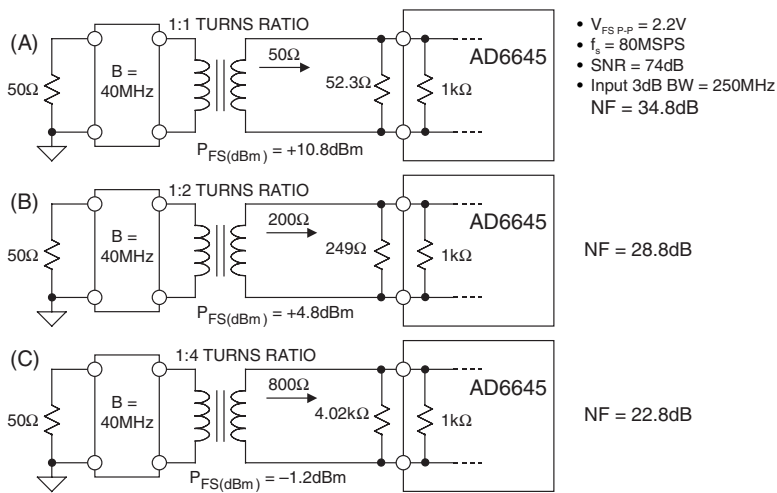 1:1 TURNS RATIO
(A)
50Ω
B =
40MHz
50Ω
52.3Ω
1kΩ
AD6645
P_FS(dBm) = +10.8dBm
• V_FS P-P = 2.2V
• f_s = 80MSPS
• SNR = 74dB
• Input 3dB BW = 250MHz
NF = 34.8dB
1:2 TURNS RATIO
(B)
50Ω
B =
40MHz
200Ω
249Ω
1kΩ
AD6645
P_FS(dBm) = +4.8dBm
NF = 28.8dB
1:4 TURNS RATIO
(C)
50Ω
B =
40MHz
800Ω
4.02kΩ
1kΩ
AD6645
P_FS(dBm) = –1.2dBm
NF = 22.8dB